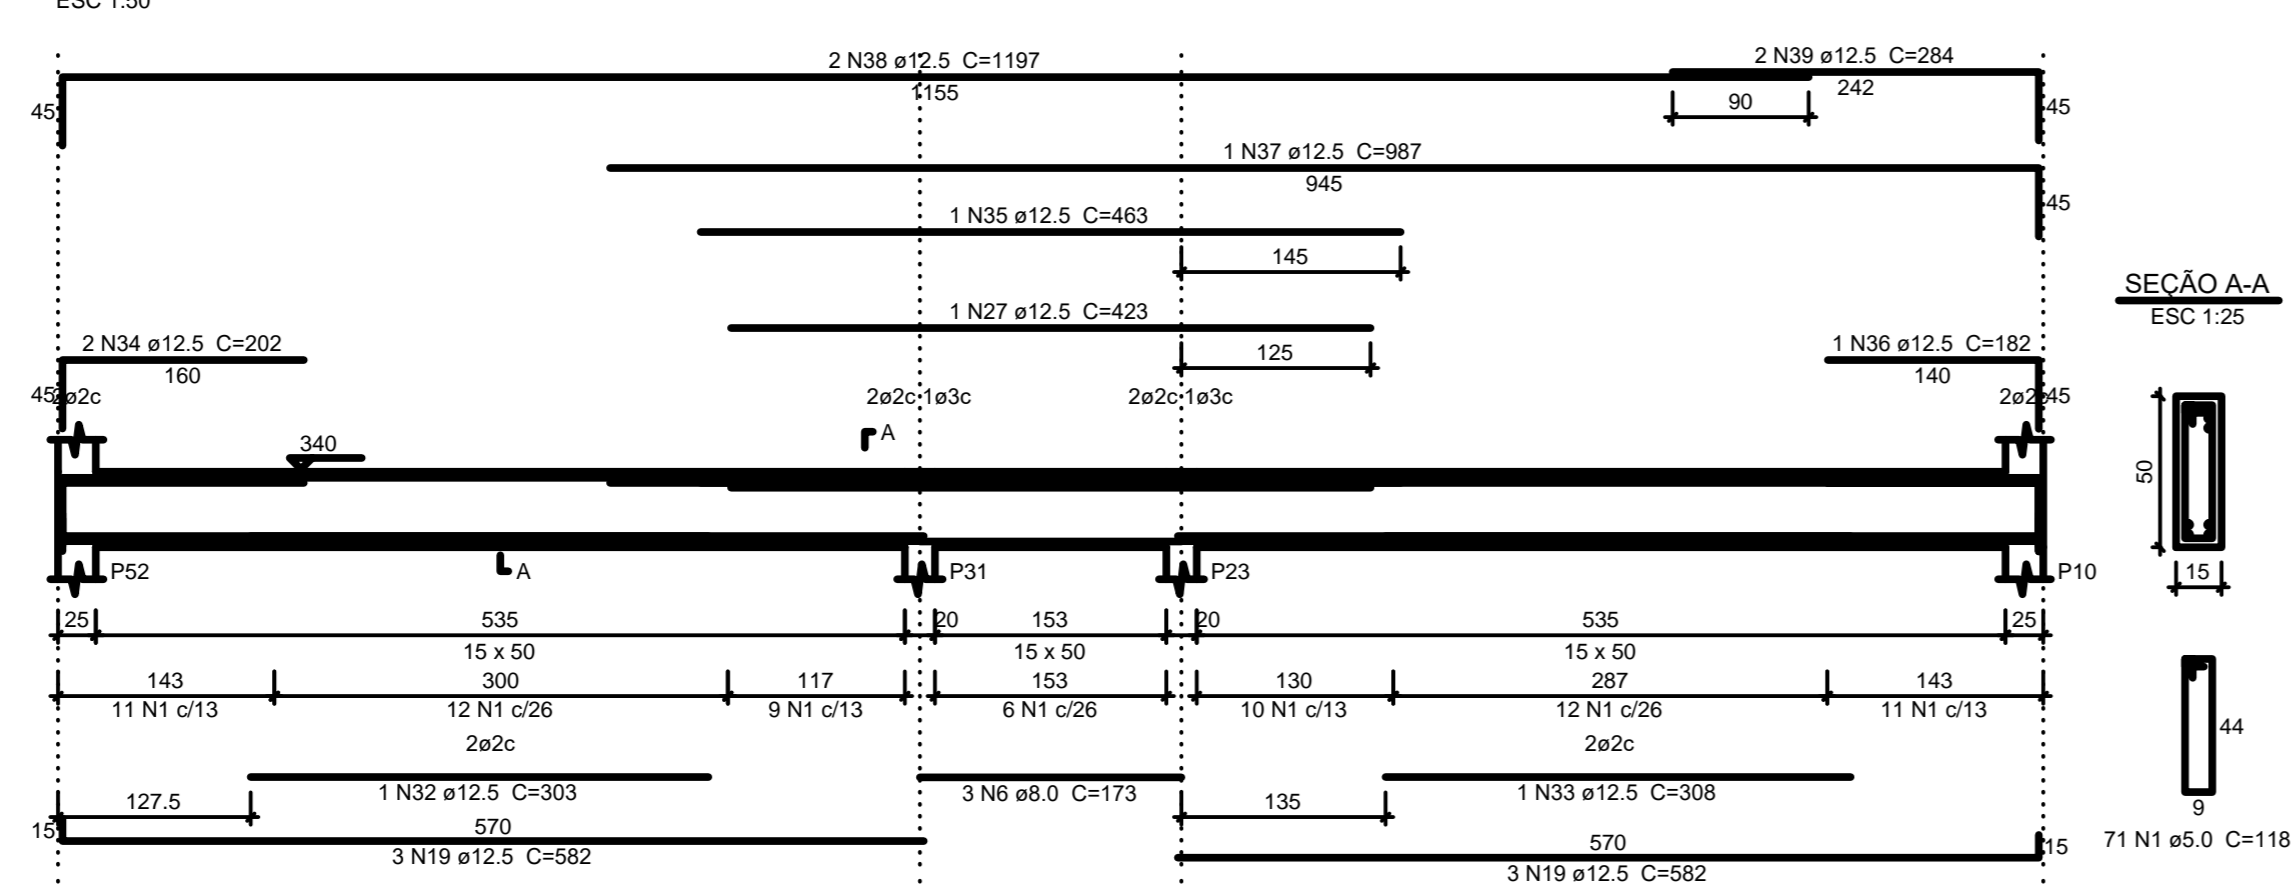 ESC 1:50
2 N38 ø12.5  C=1197
1155
45
2 N39 ø12.5  C=284
242
90
45
1 N37 ø12.5  C=987
945
45
1 N35 ø12.5  C=463
145
1 N27 ø12.5  C=423
125
2 N34 ø12.5  C=202
160
45
1 N36 ø12.5  C=182
140
45
2ø2c
2ø2c 1ø3c
2ø2c 1ø3c
2ø2c
A
340
A
P52
P31
P23
P10
25
535
20
153
20
535
25
15 x 50
15 x 50
15 x 50
143
300
117
153
130
287
143
11 N1 c/13
12 N1 c/26
9 N1 c/13
6 N1 c/26
10 N1 c/13
12 N1 c/26
11 N1 c/13
2ø2c
2ø2c
1 N32 ø12.5  C=303
3 N6 ø8.0  C=173
1 N33 ø12.5  C=308
127.5
135
15
570
3 N19 ø12.5  C=582
570
15
3 N19 ø12.5  C=582
SEÇÃO A-A
ESC 1:25
50
15
44
9
71 N1 ø5.0  C=118